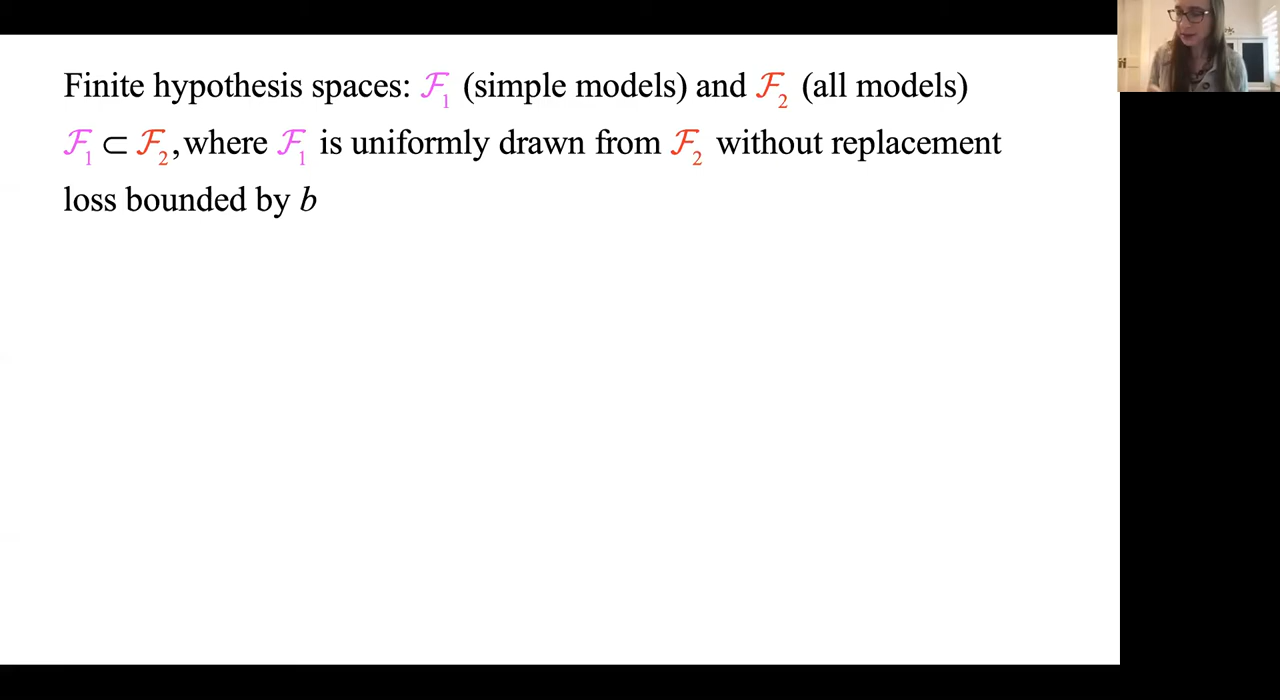 Finite hypothesis spaces: ℱ₁ (simple models) and ℱ₂ (all models)
ℱ₁ ⊂ ℱ₂, where ℱ₁ is uniformly drawn from ℱ₂ without replacement
loss bounded by b